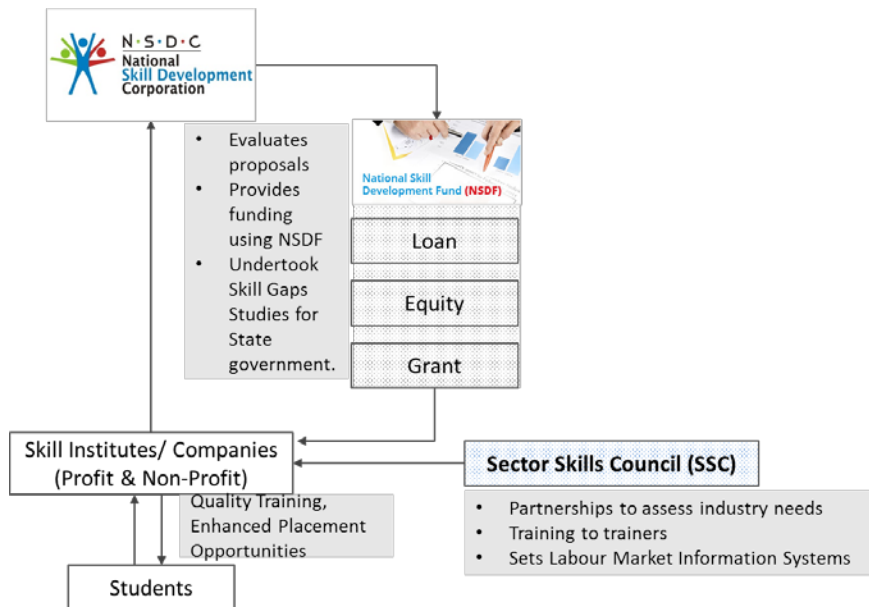 N·S·D·C
National
Skill Development
Corporation
• Evaluates
proposals
• Provides
funding
using NSDF
• Undertook
Skill Gaps
Studies for
State
government.
National Skill
Development Fund (NSDF)
Loan
Equity
Grant
Skill Institutes/ Companies
(Profit & Non-Profit)
Sector Skills Council (SSC)
• Partnerships to assess industry needs
• Training to trainers
• Sets Labour Market Information Systems
Quality Training,
Enhanced Placement
Opportunities
Students